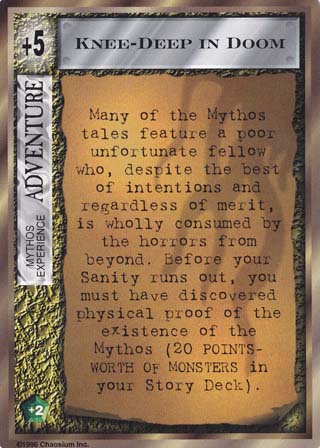 +5
KNEE-DEEP IN DOOM
ADVENTURE
MYTHOS
EXPERIENCE
Many of the Mythos
tales feature a poor
unfortunate fellow
who, despite the best
of intentions and
regardless of merit,
is wholly consumed by
the horrors from
beyond. Before your
Sanity runs out, you
must have discovered
physical proof of the
existence of the
Mythos (20 POINTS-
WORTH OF MONSTERS in
your Story Deck).
+2
©1996 Chaosium Inc.